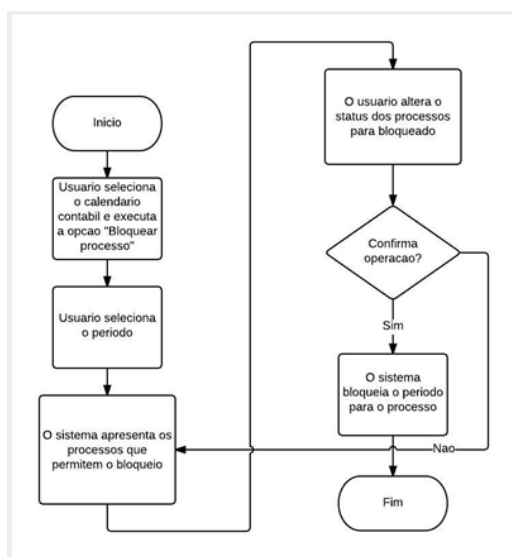 Inicio
Usuario seleciona
o calendario
contabil e executa
a opcao "Bloquear
processo"
Usuario seleciona
o periodo
O sistema apresenta os
processos que
permitem o bloqueio
O usuario altera o
status dos processos
para bloqueado
Confirma
operacao?
Sim
O sistema
bloqueia o periodo
para o processo
Nao
Fim